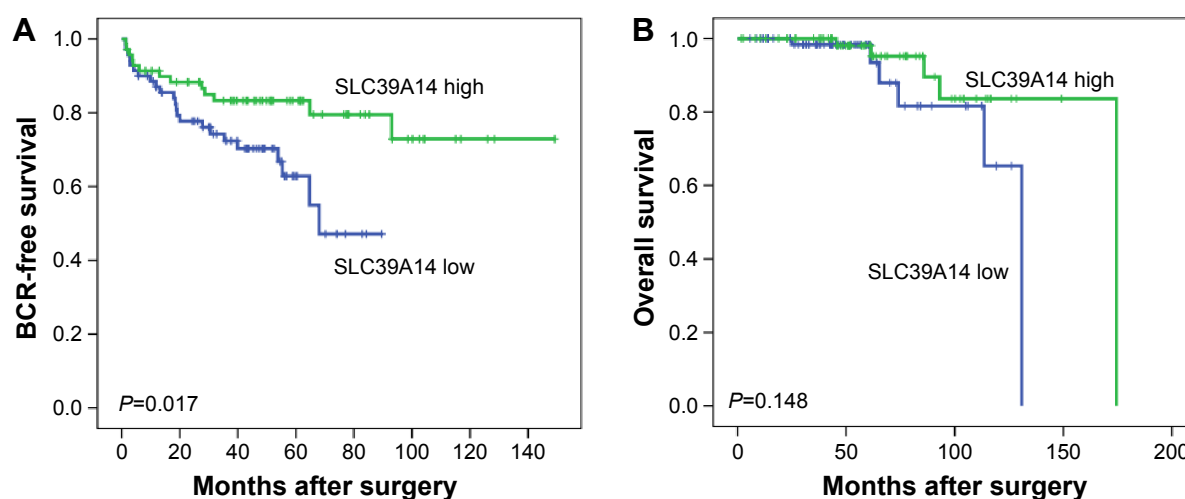 A
BCR-free survival
1.0
0.8
0.6
0.4
0.2
0.0
SLC39A14 high
SLC39A14 low
P=0.017
0 20 40 60 80 100 120 140
Months after surgery
B
Overall survival
1.0
0.8
0.6
0.4
0.2
0.0
SLC39A14 high
SLC39A14 low
P=0.148
0 50 100 150 200
Months after surgery